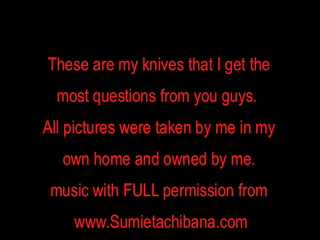 These are my knives that I get the
most questions from you guys.
All pictures were taken by me in my
own home and owned by me.
music with FULL permission from
www.Sumietachibana.com